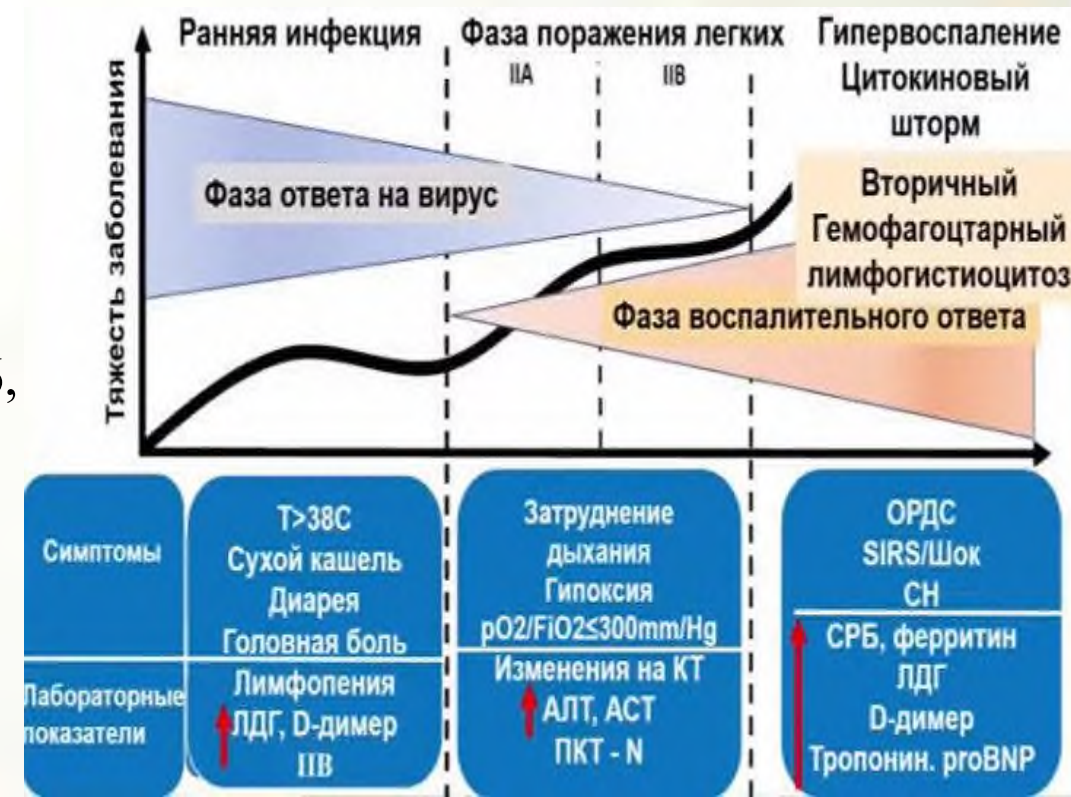 Ранняя инфекция
Фаза поражения легких
IIA
IIB
Гипервоспаление
Цитокиновый
шторм
Тяжесть заболевания
Фаза ответа на вирус
Вторичный
Гемофагоцтарный
лимфогистиоцитоз
Фаза воспалительного ответа
Симптомы
T>38C
Сухой кашель
Диарея
Головная боль
Затруднение
дыхания
Гипоксия
pO2/FiO2≤300mm/Hg
ОРДС
SIRS/Шок
СН
Лабораторные
показатели
Лимфопения
ЛДГ, D-димер
IIB
Изменения на КТ
АЛТ, АСТ
ПКТ - N
СРБ, ферритин
ЛДГ
D-димер
Тропонин. proBNP